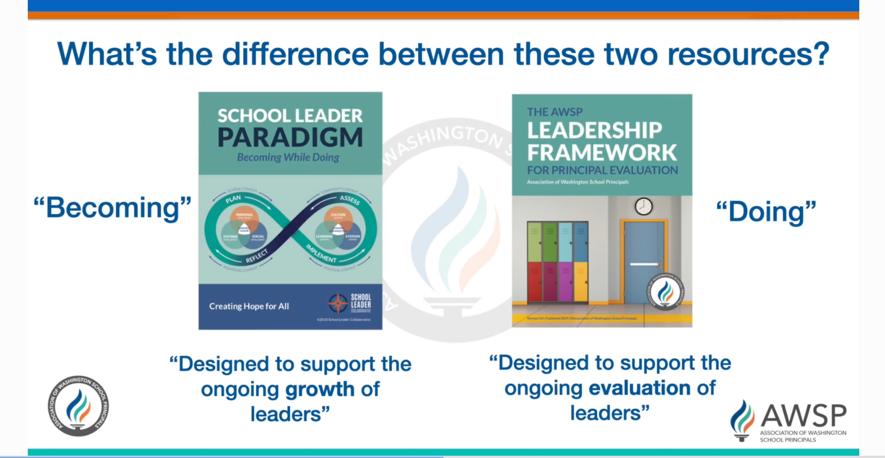 What's the difference between these two resources?
"Becoming"
SCHOOL LEADER
PARADIGM
Becoming While Doing
PLAN
ASSESS
REFLECT
IMPLEMENT
Creating Hope for All
SCHOOL
LEADER
"Designed to support the
ongoing growth of
leaders"
THE AWSP
LEADERSHIP
FRAMEWORK
FOR PRINCIPAL EVALUATION
Association of Washington School Principals
"Doing"
"Designed to support the
ongoing evaluation of
leaders"
WASHINGTON
ASSOCIATION OF WASHINGTON SCHOOL PRINCIPALS
AWSP
ASSOCIATION OF WASHINGTON
SCHOOL PRINCIPALS